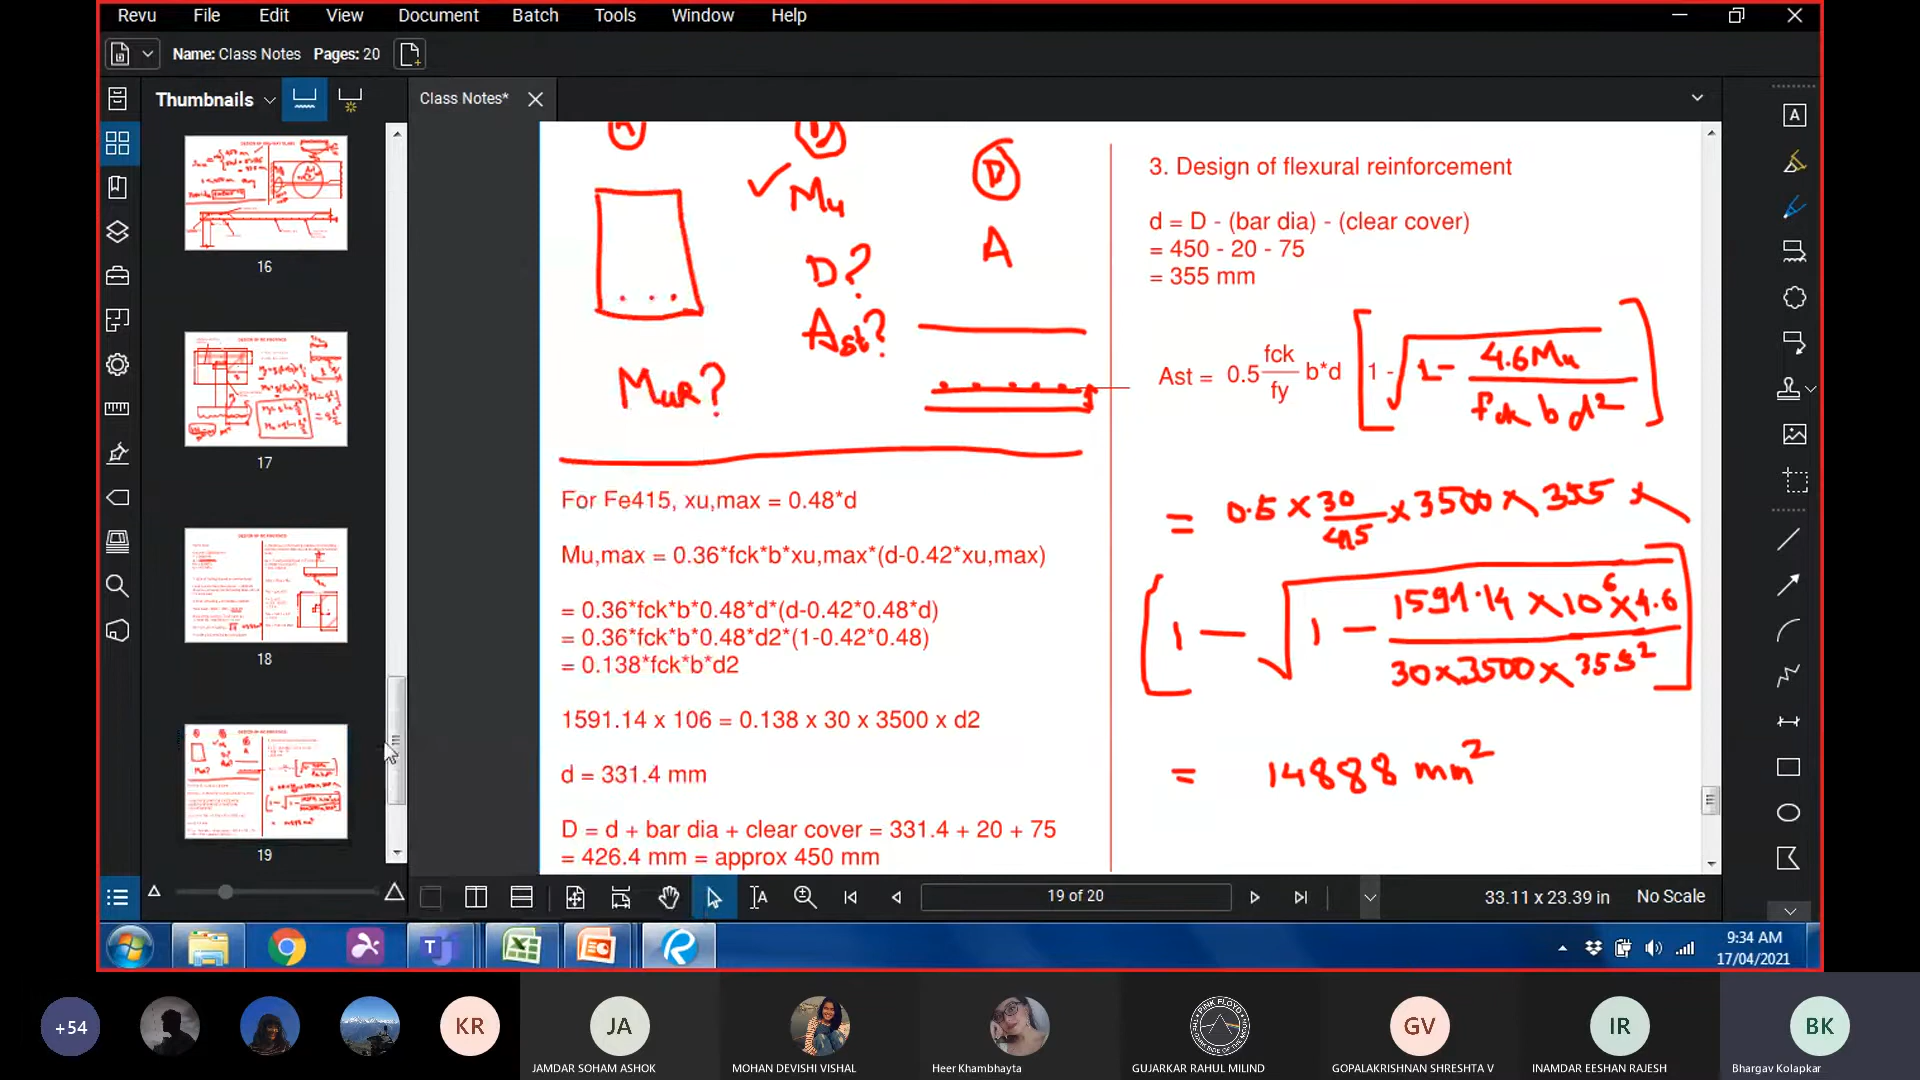 Revu File Edit View Document Batch Tools Window Help
Name: Class Notes Pages: 20
Thumbnails
Class Notes*
16
17
18
19
D
Mu
A
D?
Ast?
MuR?
For Fe415, xu,max = 0.48*d
Mu,max = 0.36*fck*b*xu,max*(d-0.42*xu,max)
= 0.36*fck*b*0.48*d*(d-0.42*0.48*d)
= 0.36*fck*b*0.48*d2*(1-0.42*0.48)
= 0.138*fck*b*d2
1591.14 x 106 = 0.138 x 30 x 3500 x d2
d = 331.4 mm
D = d + bar dia + clear cover = 331.4 + 20 + 75
= 426.4 mm = approx 450 mm
3. Design of flexural reinforcement
d = D - (bar dia) - (clear cover)
= 450 - 20 - 75
= 355 mm
Ast = 0.5 fck/fy b*d [1 - √1 - 4.6Mu/fck b d²]
= 0.5 × 30/415 × 3500 × 355 ×
[1 - √1 - 1591.14 × 10⁶ × 4.6/30×3500×355²]
= 14888 mm²
19 of 20
33.11 x 23.39 in No Scale
9:34 AM
17/04/2021
+54
KR
JA
GV
IR
BK
JAMDAR SOHAM ASHOK
MOHAN DEVISHI VISHAL
Heer Khambhayta
GUJARKAR RAHUL MILIND
GOPALAKRISHNAN SHRESHTA V
INAMDAR EESHAN RAJESH
Bhargav Kolapkar